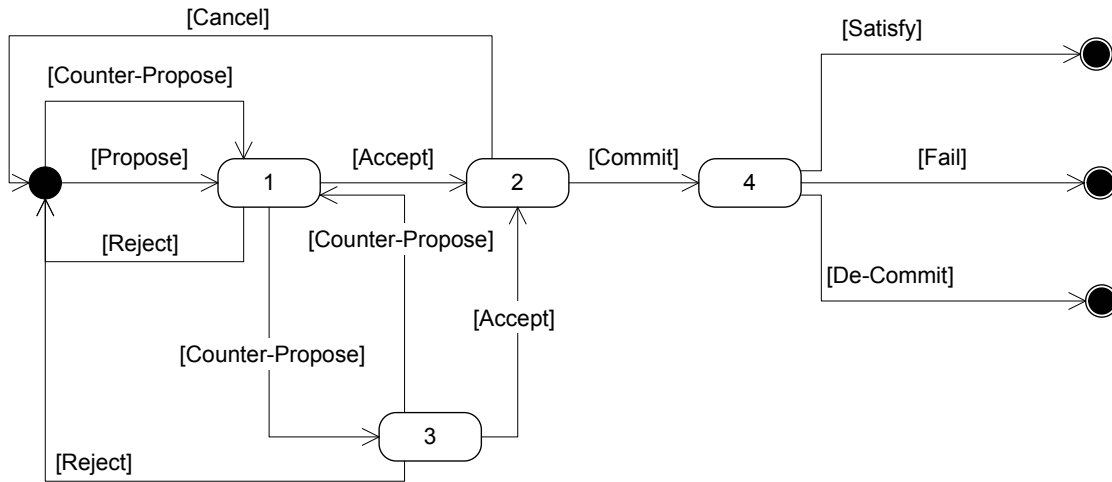 [Cancel]
[Satisfy]
[Counter-Propose]
[Propose]
[Accept]
[Commit]
[Fail]
1
2
4
[Reject]
[Counter-Propose]
[De-Commit]
[Accept]
[Counter-Propose]
3
[Reject]